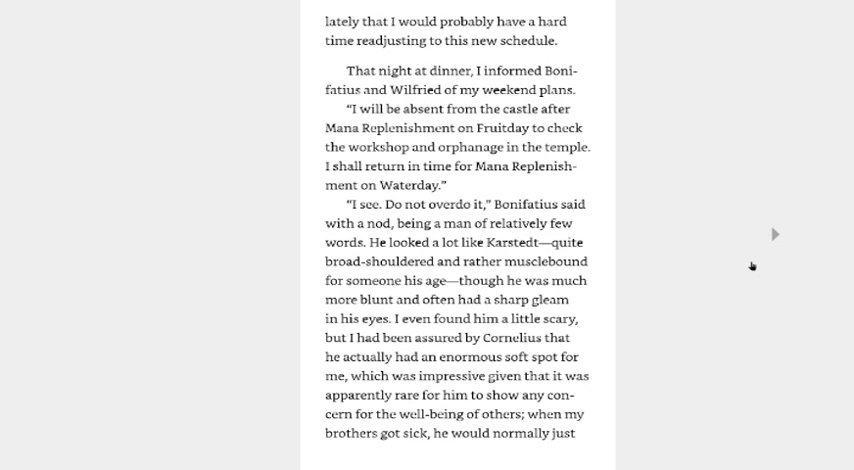 lately that I would probably have a hard
time readjusting to this new schedule.
That night at dinner, I informed Boni-
fatius and Wilfried of my weekend plans.
“I will be absent from the castle after
Mana Replenishment on Fruitday to check
the workshop and orphanage in the temple.
I shall return in time for Mana Replenish-
ment on Waterday.”
“I see. Do not overdo it,” Bonifatius said
with a nod, being a man of relatively few
words. He looked a lot like Karstedt—quite
broad-shouldered and rather musclebound
for someone his age—though he was much
more blunt and often had a sharp gleam
in his eyes. I even found him a little scary,
but I had been assured by Cornelius that
he actually had an enormous soft spot for
me, which was impressive given that it was
apparently rare for him to show any con-
cern for the well-being of others; when my
brothers got sick, he would normally just